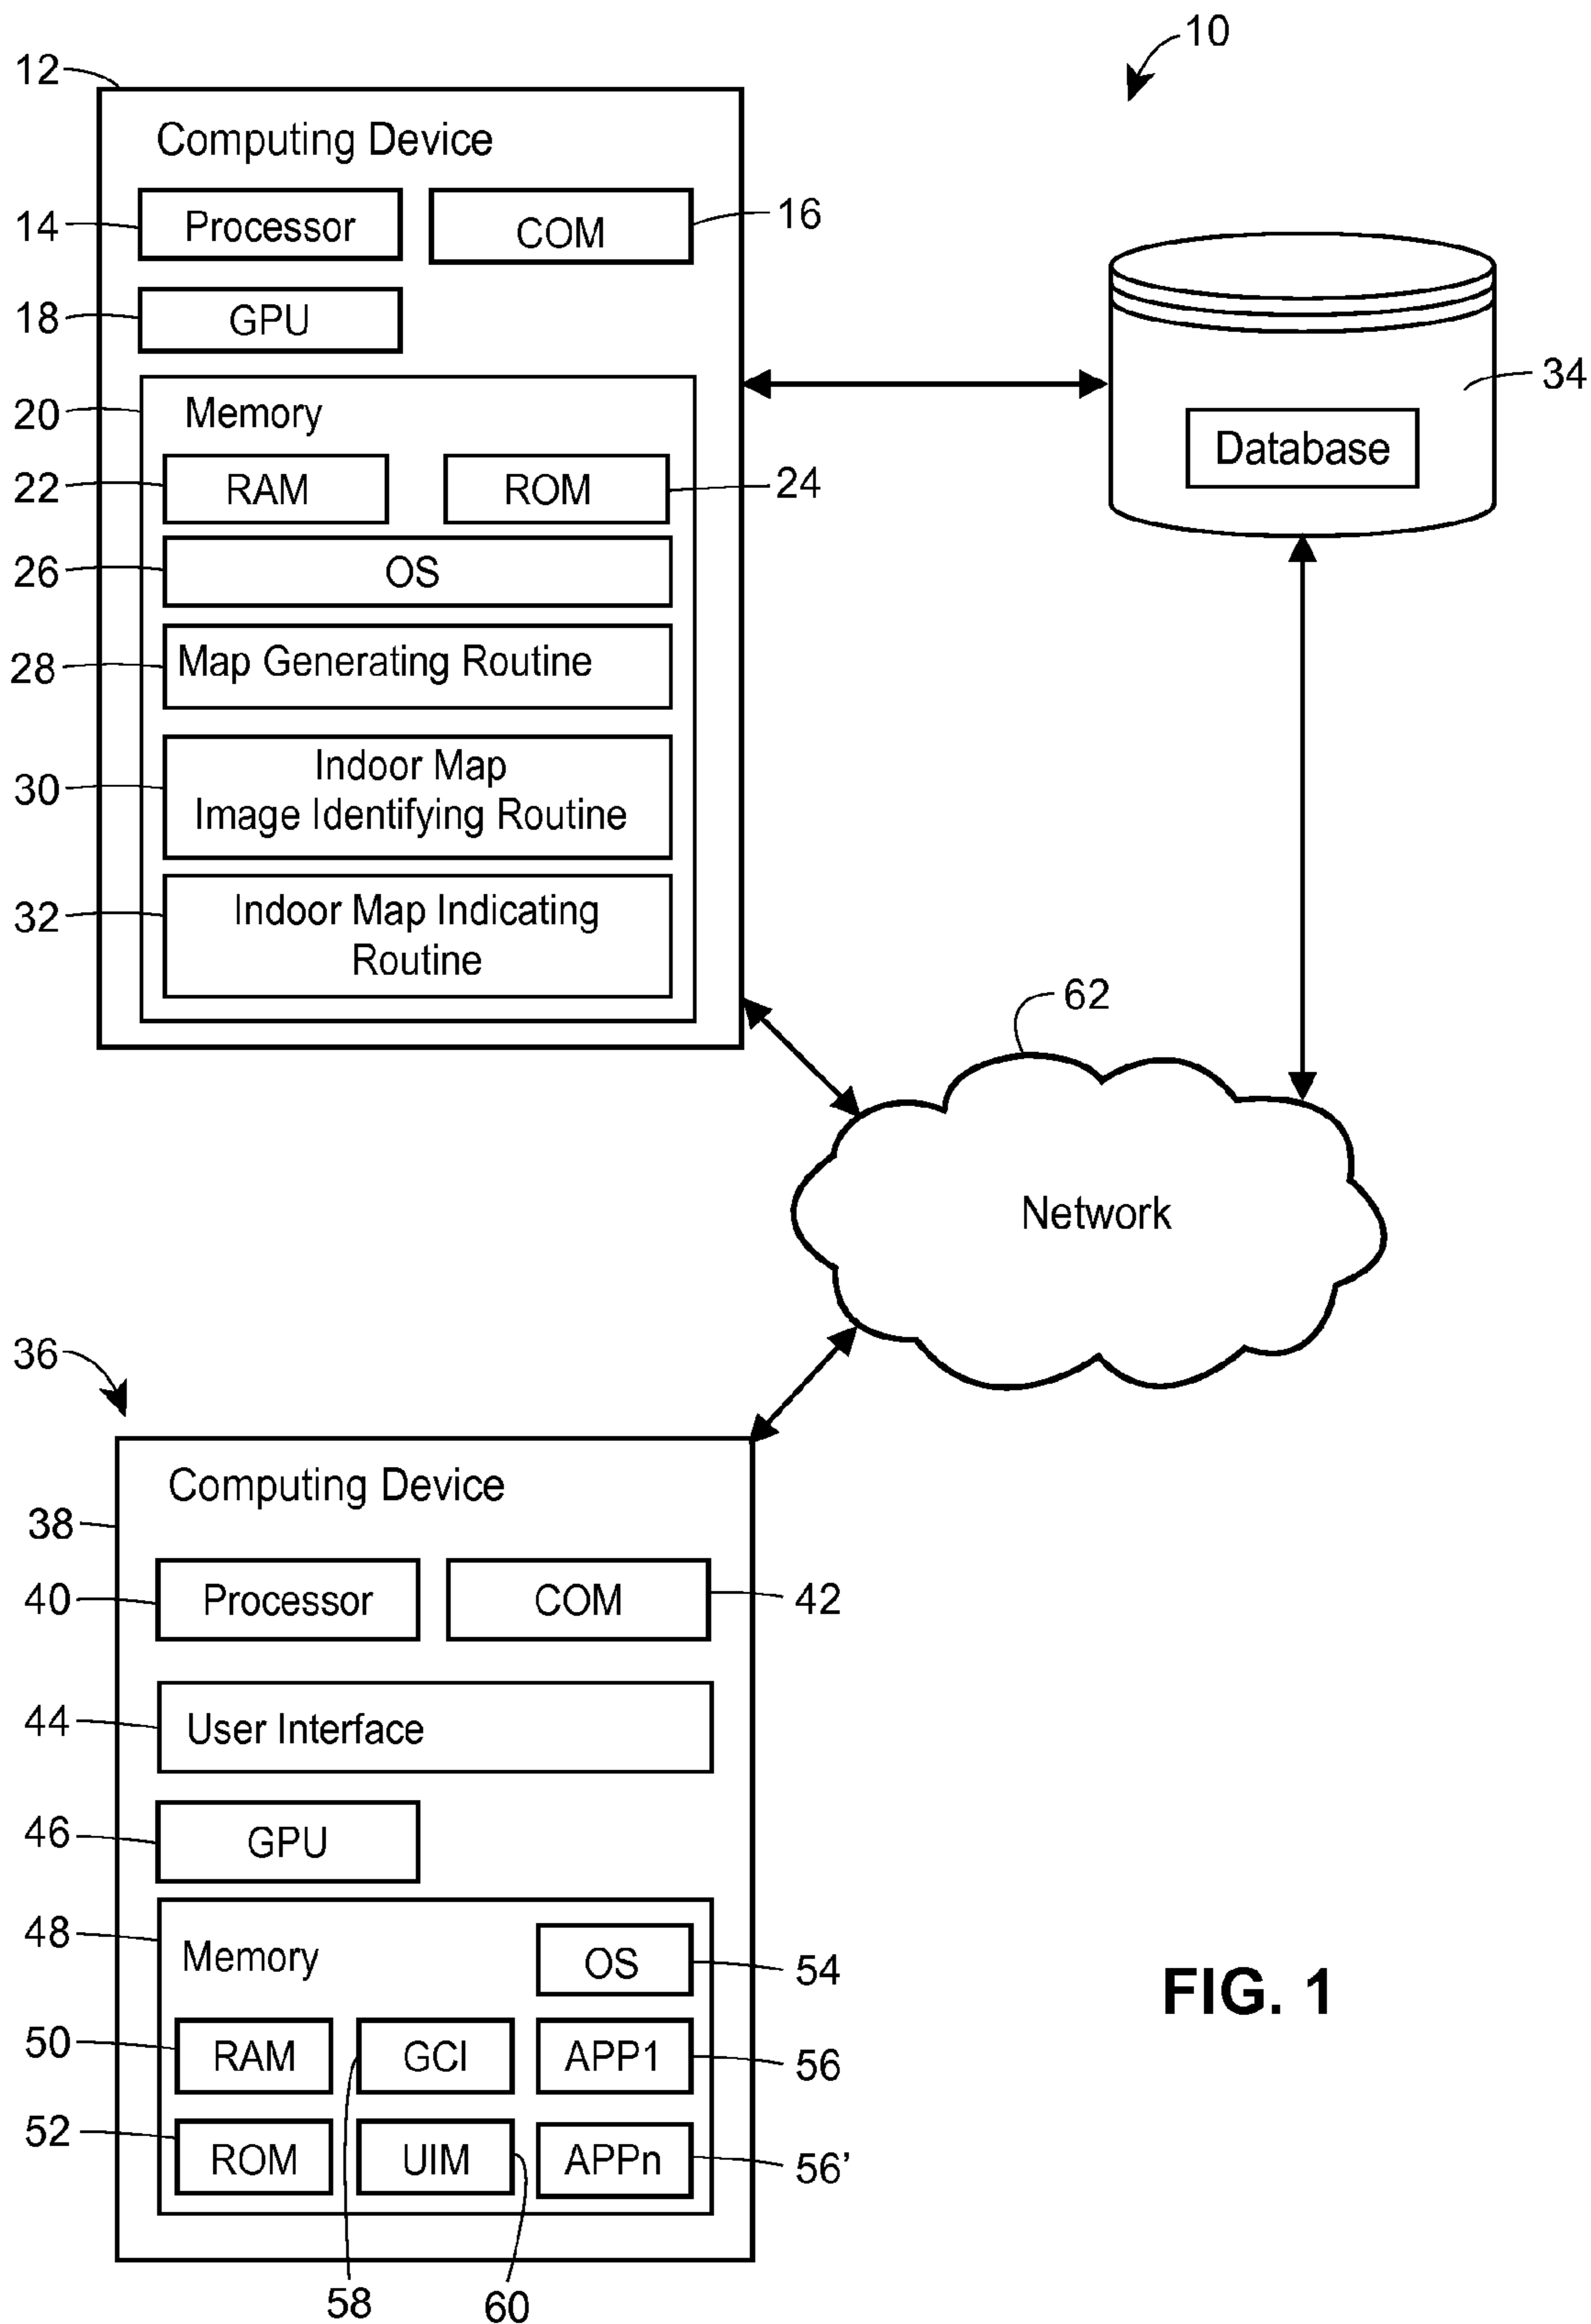 10
12
Computing Device
14
Processor
COM
16
18
GPU
34
20
Memory
Database
22
RAM
ROM
24
26
OS
28
Map Generating Routine
30
Indoor Map
Image Identifying Routine
32
Indoor Map Indicating
Routine
62
Network
36
Computing Device
38
40
Processor
COM
42
44
User Interface
46
GPU
48
Memory
OS
54
50
RAM
GCI
APP1
56
52
ROM
UIM
APPn
56’
58
60
FIG. 1